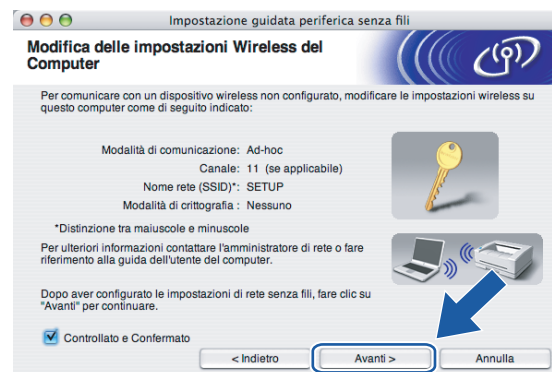 Impostazione guidata periferica senza fili
Modifica delle impostazioni Wireless del
Computer
Per comunicare con un dispositivo wireless non configurato, modificare le impostazioni wireless su
questo computer come di seguito indicato:
Modalità di comunicazione: Ad-hoc
Canale: 11 (se applicabile)
Nome rete (SSID)*: SETUP
Modalità di crittografia : Nessuno
*Distinzione tra maiuscole e minuscole
Per ulteriori informazioni contattare l'amministratore di rete o fare
riferimento alla guida dell'utente del computer.
Dopo aver configurato le impostazioni di rete senza fili, fare clic su
"Avanti" per continuare.
Controllato e Confermato
< Indietro
Avanti >
Annulla